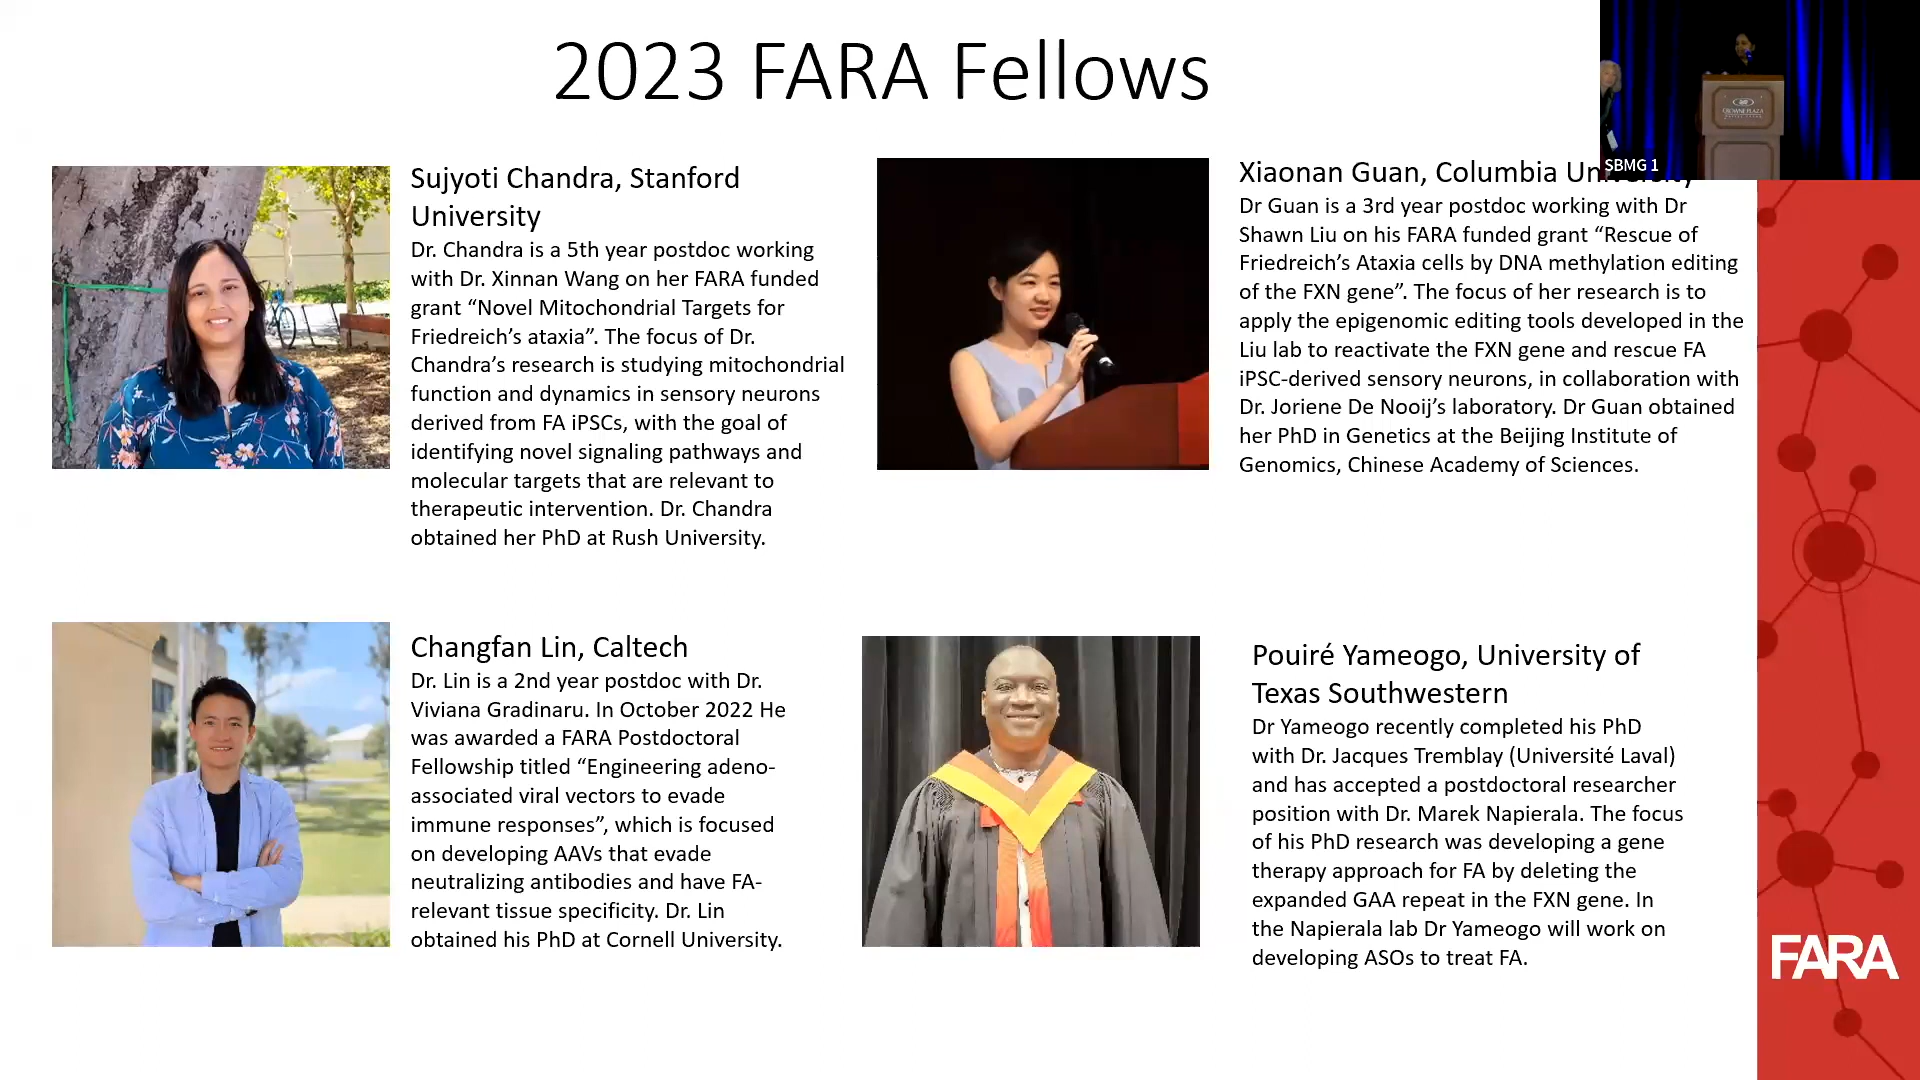 2023 FARA Fellows
SBMG 1
CROWNE PLAZA
Sujyoti Chandra, Stanford
University
Dr. Chandra is a 5th year postdoc working
with Dr. Xinnan Wang on her FARA funded
grant “Novel Mitochondrial Targets for
Friedreich’s ataxia”. The focus of Dr.
Chandra’s research is studying mitochondrial
function and dynamics in sensory neurons
derived from FA iPSCs, with the goal of
identifying novel signaling pathways and
molecular targets that are relevant to
therapeutic intervention. Dr. Chandra
obtained her PhD at Rush University.
Xiaonan Guan, Columbia University
Dr Guan is a 3rd year postdoc working with Dr
Shawn Liu on his FARA funded grant “Rescue of
Friedreich’s Ataxia cells by DNA methylation editing
of the FXN gene”. The focus of her research is to
apply the epigenomic editing tools developed in the
Liu lab to reactivate the FXN gene and rescue FA
iPSC-derived sensory neurons, in collaboration with
Dr. Joriene De Nooij’s laboratory. Dr Guan obtained
her PhD in Genetics at the Beijing Institute of
Genomics, Chinese Academy of Sciences.
Changfan Lin, Caltech
Dr. Lin is a 2nd year postdoc with Dr.
Viviana Gradinaru. In October 2022 He
was awarded a FARA Postdoctoral
Fellowship titled “Engineering adeno-
associated viral vectors to evade
immune responses”, which is focused
on developing AAVs that evade
neutralizing antibodies and have FA-
relevant tissue specificity. Dr. Lin
obtained his PhD at Cornell University.
Pouiré Yameogo, University of
Texas Southwestern
Dr Yameogo recently completed his PhD
with Dr. Jacques Tremblay (Université Laval)
and has accepted a postdoctoral researcher
position with Dr. Marek Napierala. The focus
of his PhD research was developing a gene
therapy approach for FA by deleting the
expanded GAA repeat in the FXN gene. In
the Napierala lab Dr Yameogo will work on
developing ASOs to treat FA.
FARA